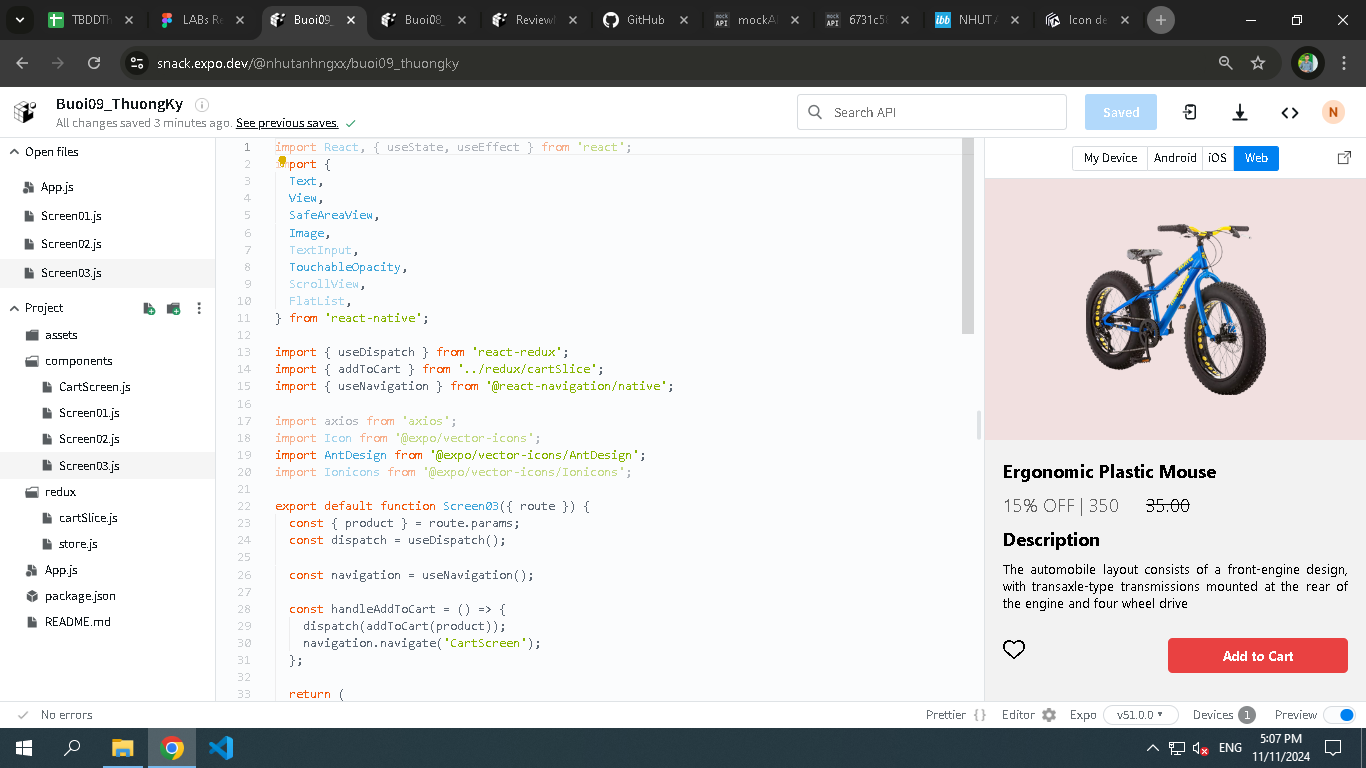 TBDDTh
LABs Re
Buoi09_
Buoi08_
ReviewI
GitHub
mock API
mockAI
mock API
6731c5
ibb
NHUT A
Icon de
snack.expo.dev/@nhutanhngxx/buoi09_thuongky
Buoi09_ThuongKy
All changes saved 3 minutes ago. See previous saves.
Search API
Saved
N
Open files
App.js
Screen01.js
Screen02.js
Screen03.js
Project
assets
components
CartScreen.js
Screen01.js
Screen02.js
Screen03.js
redux
cartSlice.js
store.js
App.js
package.json
README.md
1 import React, { useState, useEffect } from 'react';
2 import {
3 Text,
4 View,
5 SafeAreaView,
6 Image,
7 TextInput,
8 TouchableOpacity,
9 ScrollView,
10 FlatList,
11 } from 'react-native';
12
13 import { useDispatch } from 'react-redux';
14 import { addToCart } from '../redux/cartSlice';
15 import { useNavigation } from '@react-navigation/native';
16
17 import axios from 'axios';
18 import Icon from '@expo/vector-icons';
19 import AntDesign from '@expo/vector-icons/AntDesign';
20 import Ionicons from '@expo/vector-icons/Ionicons';
21
22 export default function Screen03({ route }) {
23 const { product } = route.params;
24 const dispatch = useDispatch();
25
26 const navigation = useNavigation();
27
28 const handleAddToCart = () => {
29 dispatch(addToCart(product));
30 navigation.navigate('CartScreen');
31 };
32
33 return (
My Device
Android
iOS
Web
Ergonomic Plastic Mouse
15% OFF | 350 35.00
Description
The automobile layout consists of a front-engine design,
with transaxle-type transmissions mounted at the rear of
the engine and four wheel drive
Add to Cart
No errors
Prettier { }
Editor
Expo
v51.0.0
Devices 1
Preview
ENG
5:07 PM
11/11/2024